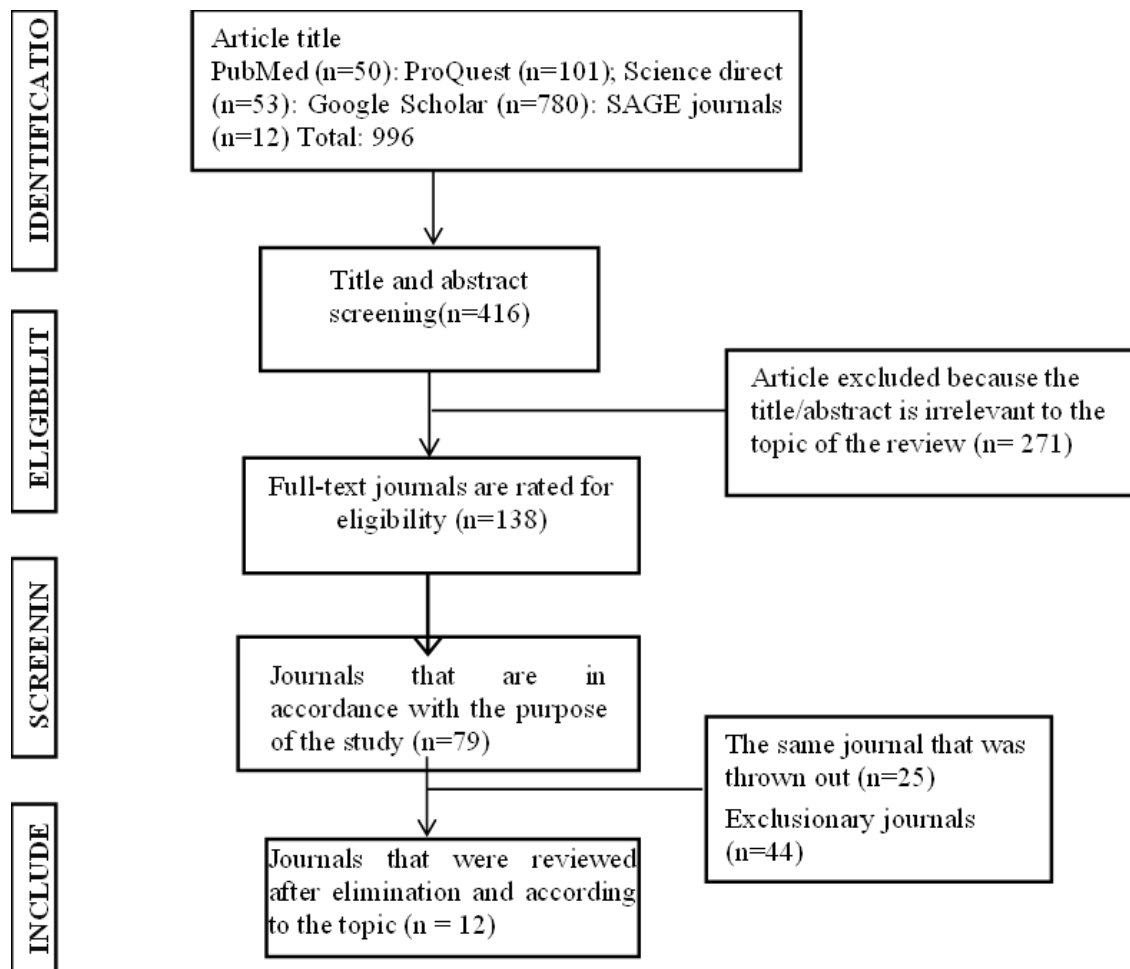 IDENTIFICATIO
Article title
PubMed (n=50): ProQuest (n=101); Science direct
(n=53): Google Scholar (n=780): SAGE journals
(n=12) Total: 996
Title and abstract
screening(n=416)
ELIGIBILIT
Article excluded because the
title/abstract is irrelevant to the
topic of the review (n= 271)
Full-text journals are rated for
eligibility (n=138)
SCREENIN
Journals that are in
accordance with the purpose
of the study (n=79)
The same journal that was
thrown out (n=25)
Exclusionary journals
(n=44)
INCLUDE
Journals that were reviewed
after elimination and according
to the topic (n = 12)